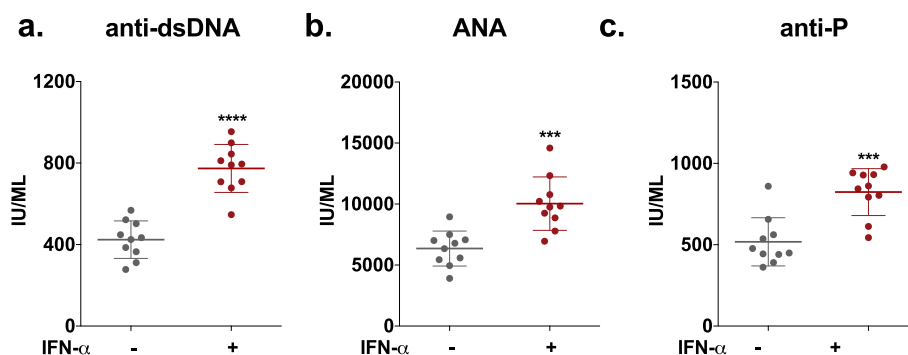 a. anti-dsDNA
IU/ML
1200
800
400
0
****
IFN-α - +
b. ANA
IU/ML
20000
15000
10000
5000
0
***
IFN-α - +
c. anti-P
IU/ML
1500
1000
500
0
***
IFN-α - +